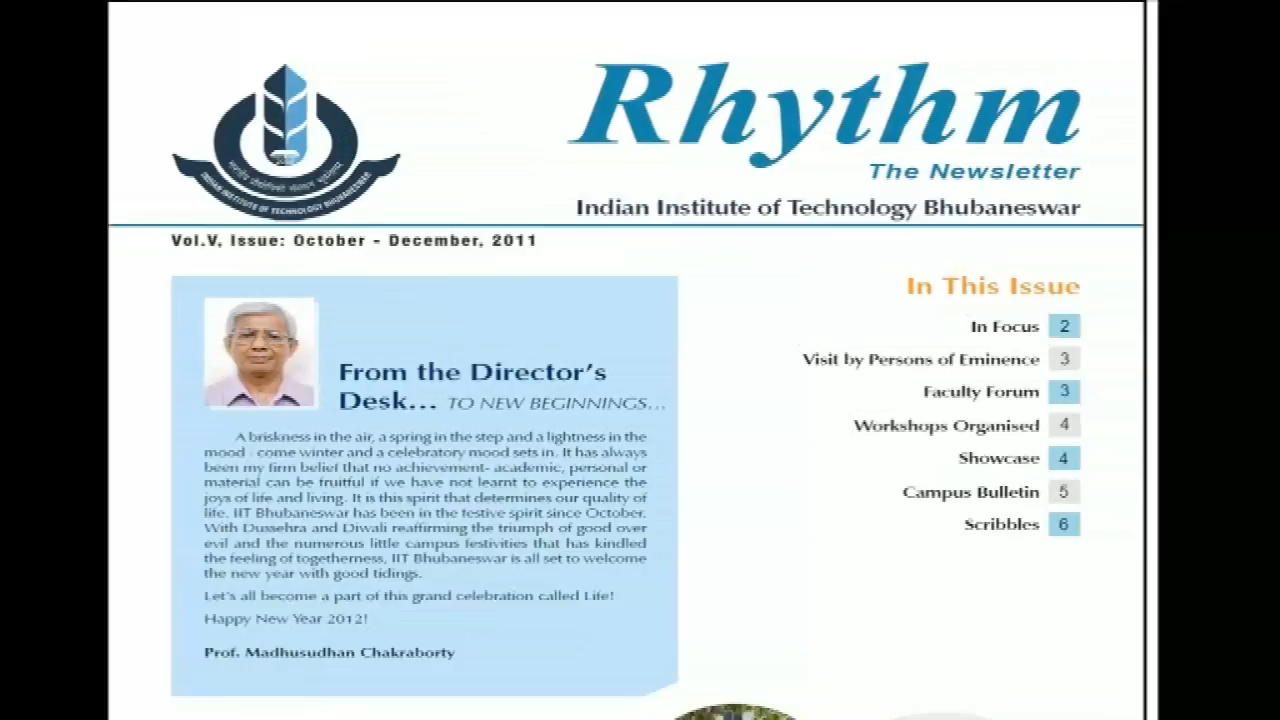 Rhythm
The Newsletter
Indian Institute of Technology Bhubaneswar
INDIAN INSTITUTE OF TECHNOLOGY BHUBANESWAR
Vol.V, Issue: October - December, 2011
From the Director's
Desk... TO NEW BEGINNINGS...
A briskness in the air, a spring in the step and a lightness in the
mood - come winter and a celebratory mood sets in. It has always
been my firm belief that no achievement- academic, personal or
material can be fruitful if we have not learnt to experience the
joys of life and living. It is this spirit that determines our quality of
life. IIT Bhubaneswar has been in the festive spirit since October.
With Dussehra and Diwali reaffirming the triumph of good over
evil and the numerous little campus festivities that has kindled
the feeling of togetherness, IIT Bhubaneswar is all set to welcome
the new year with good tidings.
Let's all become a part of this grand celebration called Life!
Happy New Year 2012!
Prof. Madhusudhan Chakraborty
In This Issue
In Focus 2
Visit by Persons of Eminence 3
Faculty Forum 3
Workshops Organised 4
Showcase 4
Campus Bulletin 5
Scribbles 6